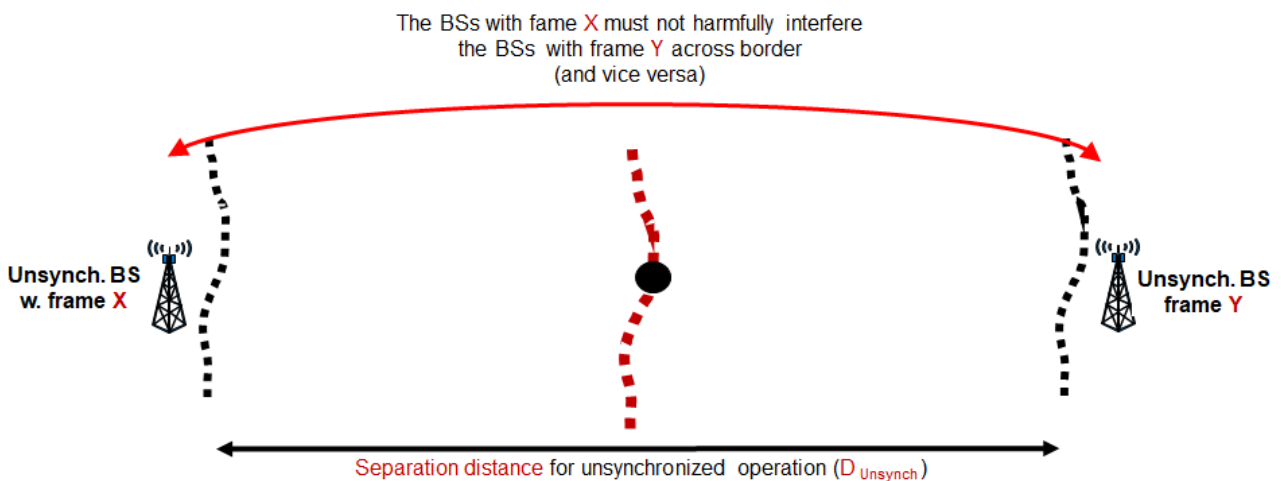 The BSs with fame X must not harmfully interfere
the BSs with frame Y across border
(and vice versa)
Unsynch. BS
w. frame X
Unsynch. BS
frame Y
Separation distance for unsynchronized operation (D Unsynch)